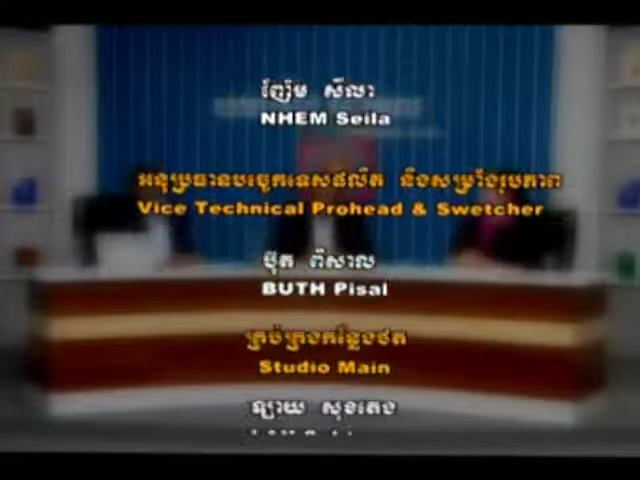 ញ៉ែម សីលា
NHEM Seila
អនុប្រធានបច្ចេកទេសផលិត និងសម្រាំងរូបភាព
Vice Technical Prohead & Swetcher
ប៊ុត ពិសាល
BUTH Pisal
គ្រប់គ្រងកន្លែងថត
Studio Main
ឡាយ សុខតេង